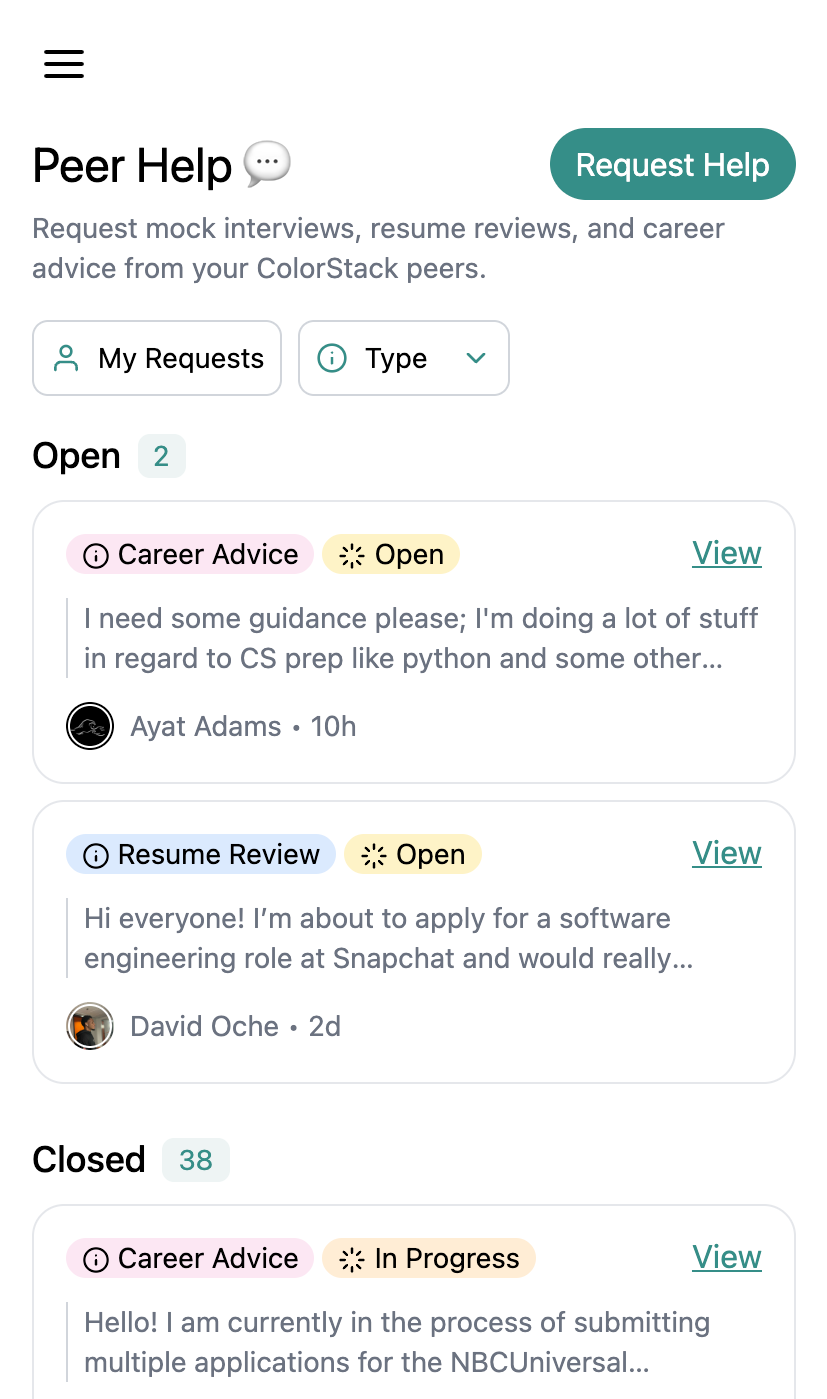 Peer Help 💬
Request Help
Request mock interviews, resume reviews, and career
advice from your ColorStack peers.
My Requests
Type
Open 2
Career Advice Open View
I need some guidance please; I'm doing a lot of stuff
in regard to CS prep like python and some other...
Ayat Adams • 10h
Resume Review Open View
Hi everyone! I’m about to apply for a software
engineering role at Snapchat and would really...
David Oche • 2d
Closed 38
Career Advice In Progress View
Hello! I am currently in the process of submitting
multiple applications for the NBCUniversal...